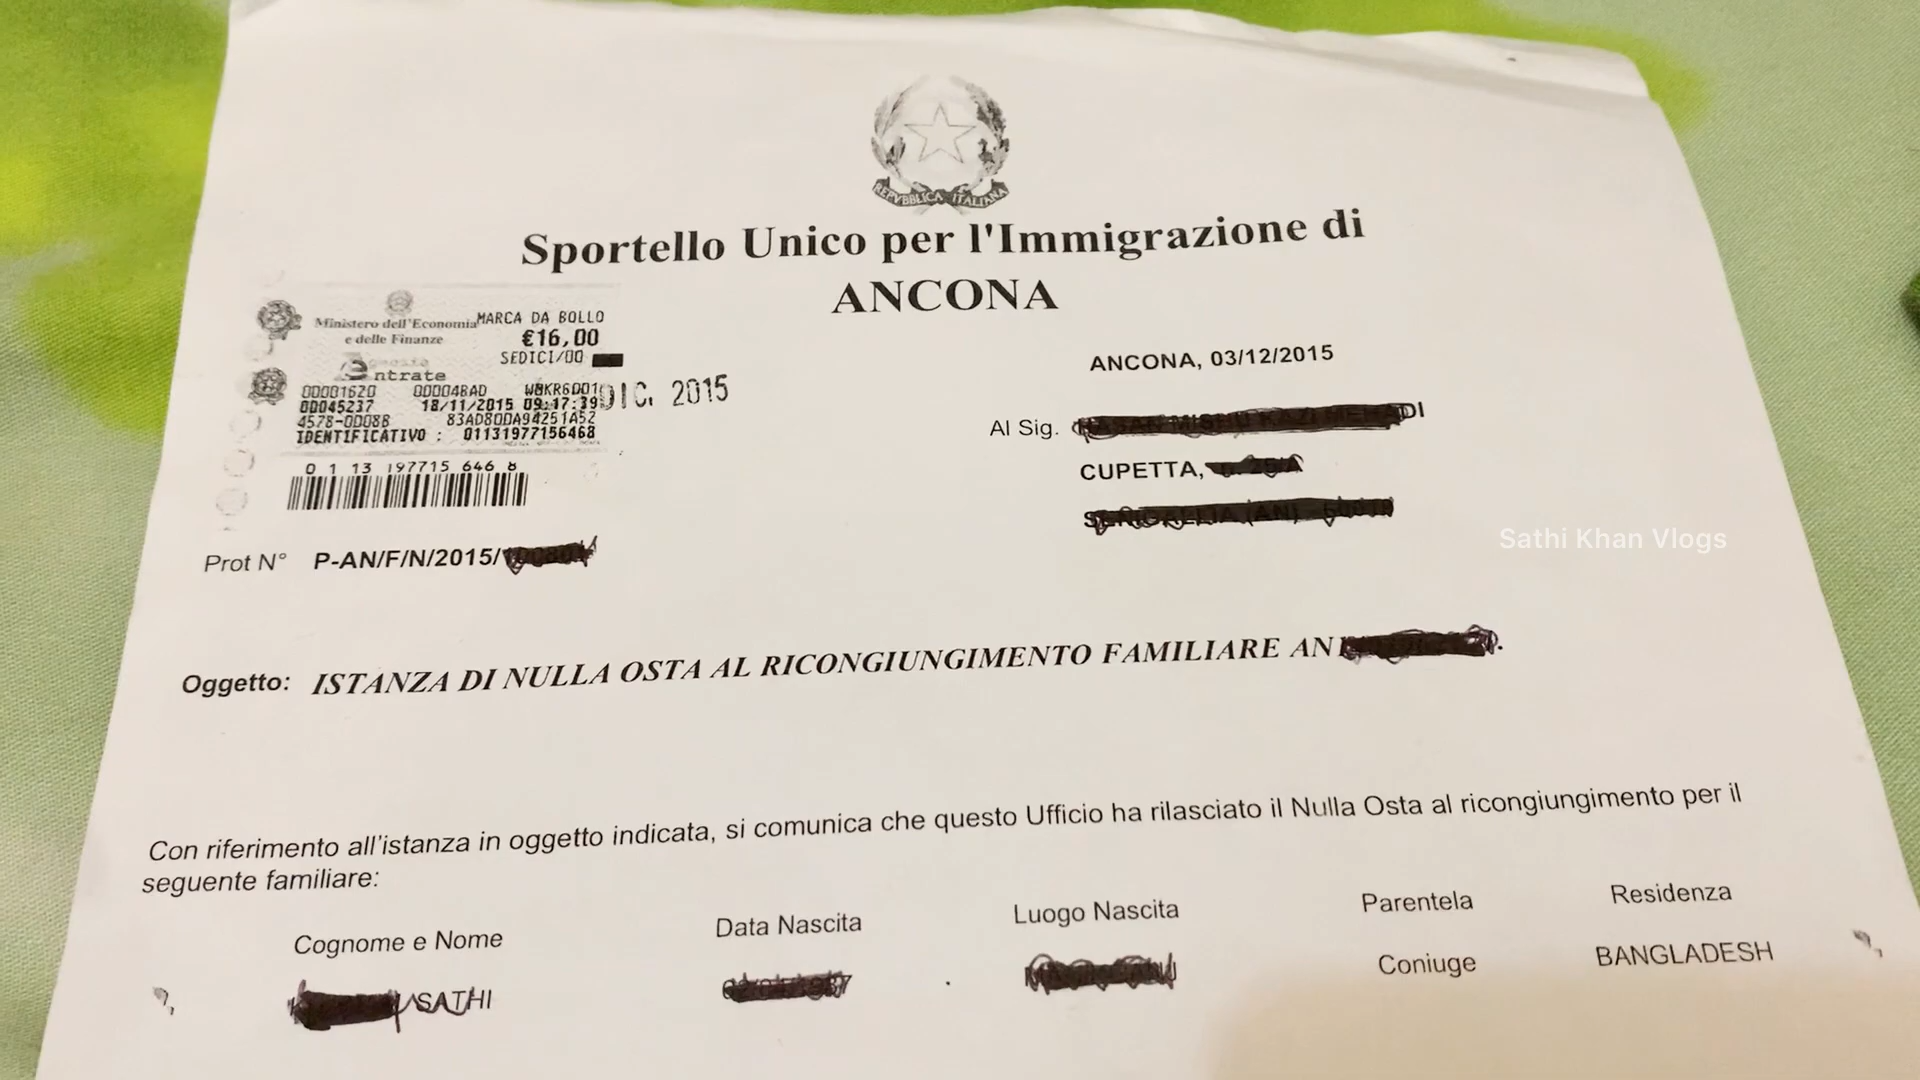 REPVBBLICA ITALIANA
Sportello Unico per l'Immigrazione di
ANCONA
Ministero dell'Economia
e delle Finanze
MARCA DA BOLLO
€16,00
SEDICI/00
ntrate
00001620 00004BAD W8KR6001
00045237 18/11/2015 09:17:39
4578-00088 83AD80DA94251A52
IDENTIFICATIVO : 01131977156468
0 1 13 197715 646 8
DIC. 2015
ANCONA, 03/12/2015
Al Sig.
CUPETTA,
Prot N° P-AN/F/N/2015/
Sathi Khan Vlogs
Oggetto: ISTANZA DI NULLA OSTA AL RICONGIUNGIMENTO FAMILIARE AN
Con riferimento all'istanza in oggetto indicata, si comunica che questo Ufficio ha rilasciato il Nulla Osta al ricongiungimento per il
seguente familiare:
Cognome e Nome Data Nascita Luogo Nascita Parentela Residenza
SATHI Coniuge BANGLADESH